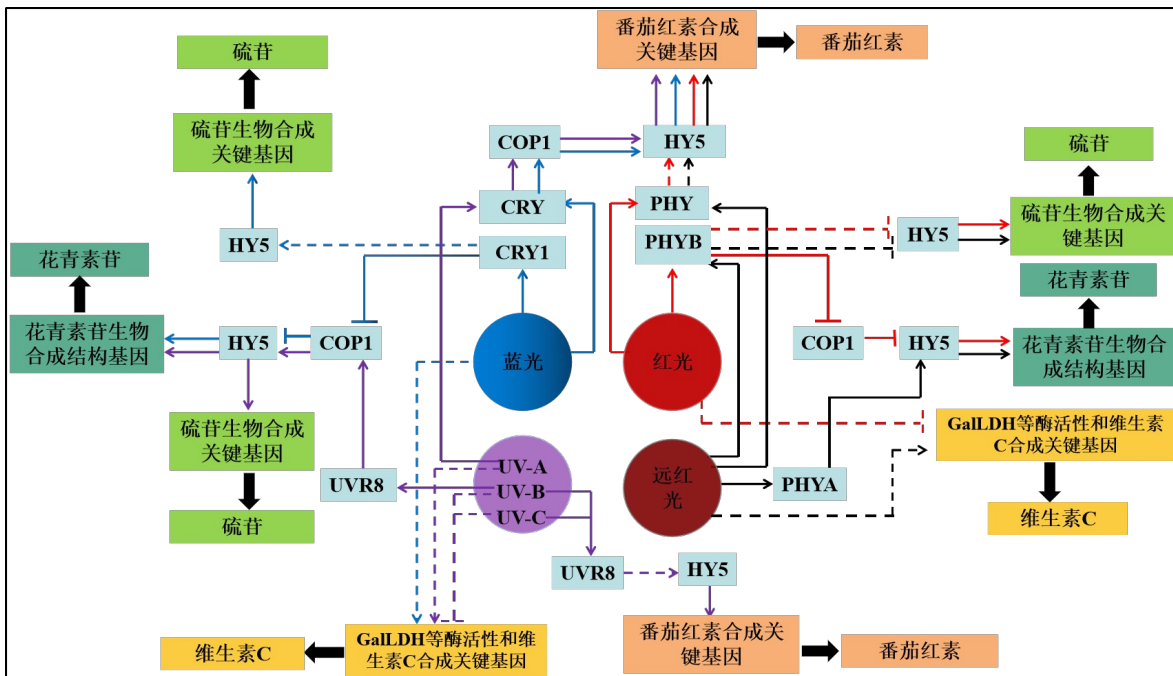 番茄红素合成
关键基因
番茄红素
硫苷
硫苷生物合成
关键基因
COP1
HY5
硫苷
CRY
PHY
硫苷生物合成关
键基因
HY5
CRY1
PHYB
HY5
花青素苷
花青素苷
花青素苷生物
合成结构基因
HY5
COP1
蓝光
红光
COP1
HY5
花青素苷生物合
成结构基因
硫苷生物合成
关键基因
GalLDH等酶活性和维生素
C合成关键基因
UV-A
UV-B
UV-C
UVR8
远红
光
PHYA
硫苷
维生素C
UVR8
HY5
维生素C
GalLDH等酶活性和维
生素C合成关键基因
番茄红素合成关
键基因
番茄红素